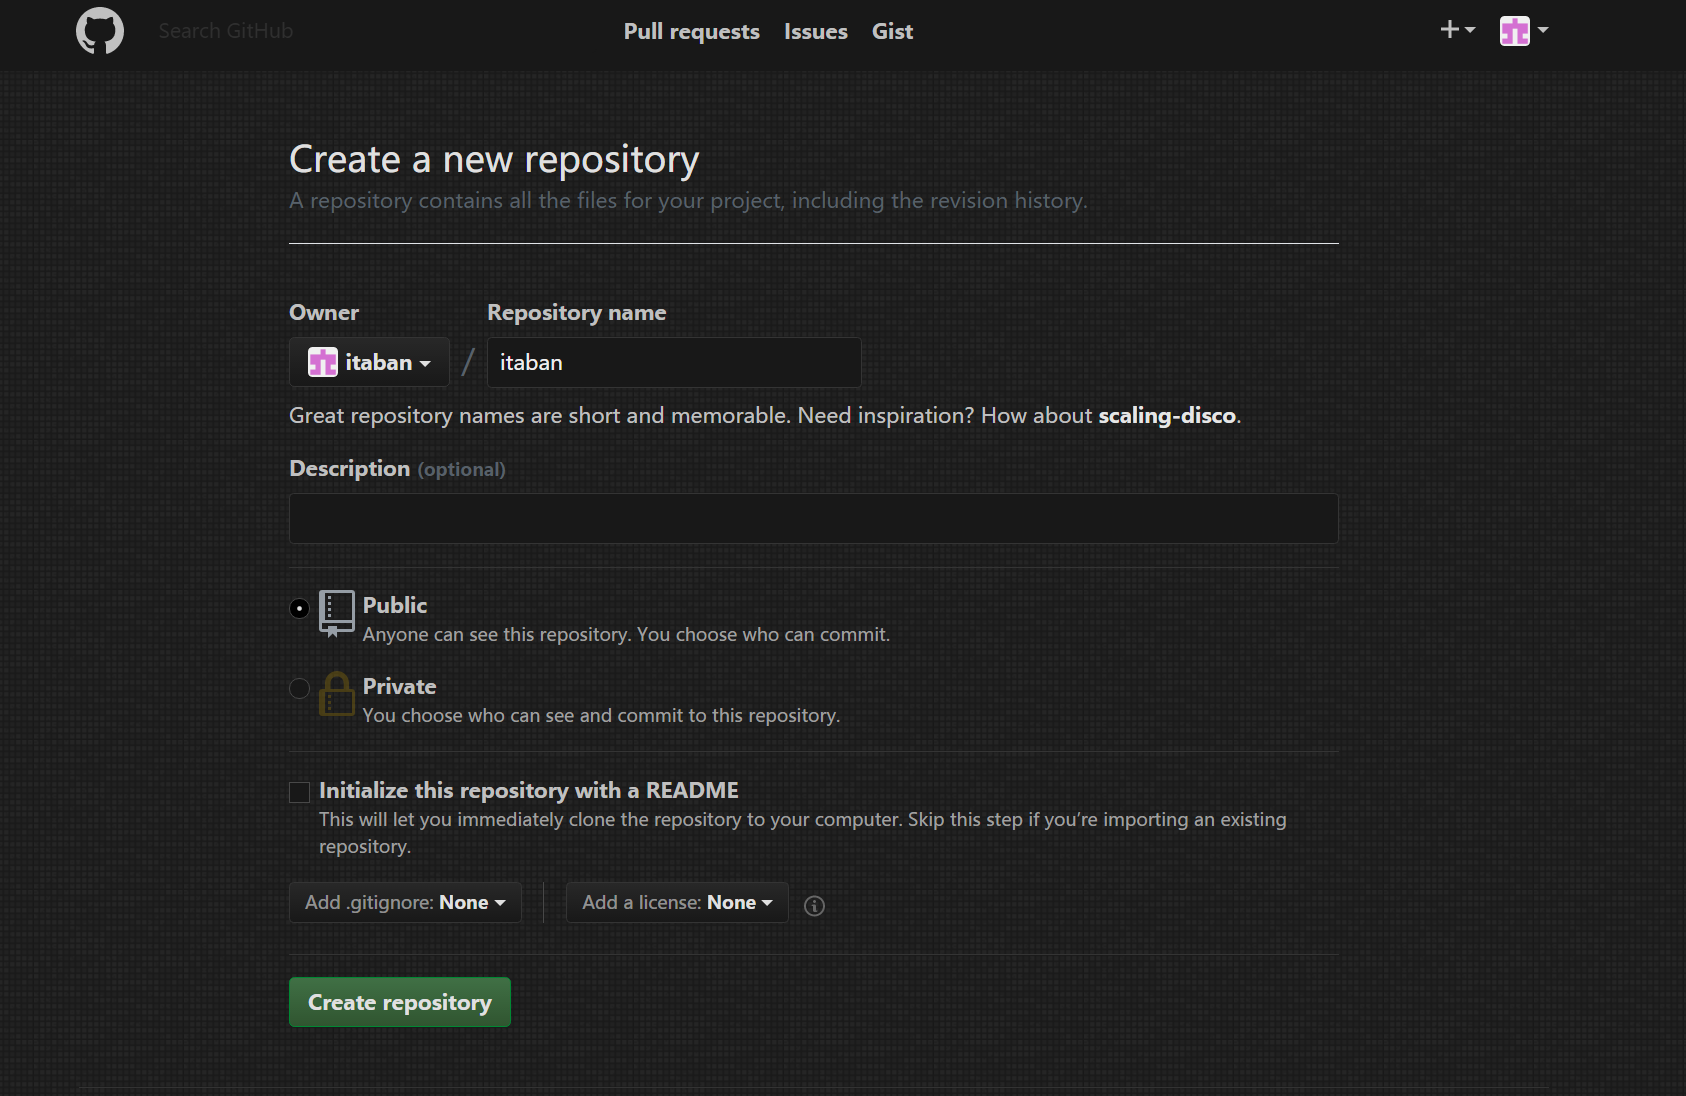 Search GitHub
Pull requests Issues Gist
Create a new repository
A repository contains all the files for your project, including the revision history.
Owner Repository name
itaban / itaban
Great repository names are short and memorable. Need inspiration? How about scaling-disco.
Description (optional)
Public
Anyone can see this repository. You choose who can commit.
Private
You choose who can see and commit to this repository.
Initialize this repository with a README
This will let you immediately clone the repository to your computer. Skip this step if you’re importing an existing
repository.
Add .gitignore: None Add a license: None
Create repository